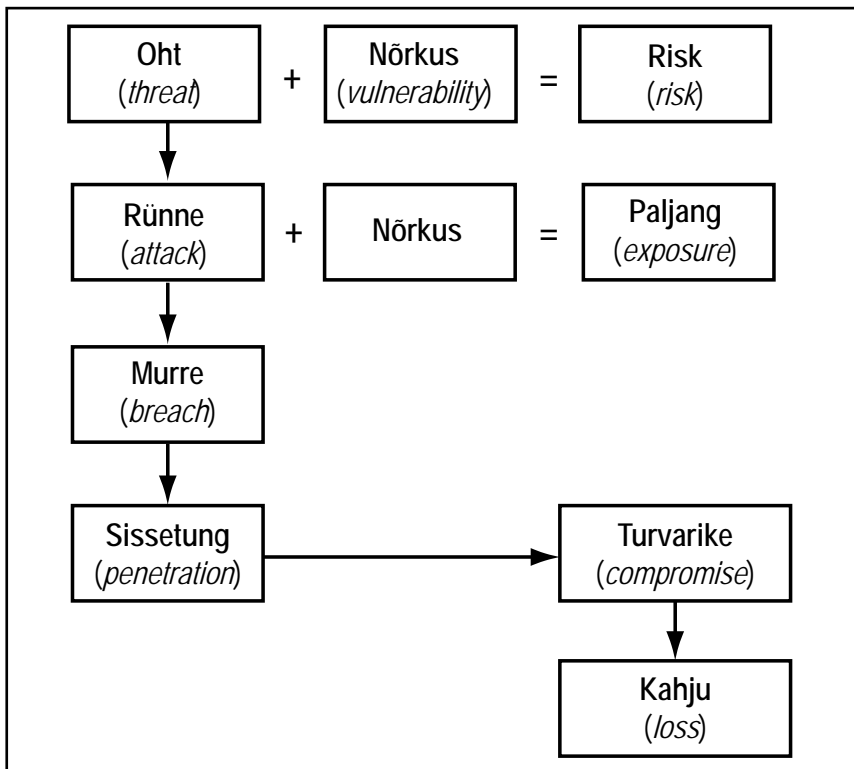 Oht + Nõrkus = Risk
(threat) (vulnerability) (risk)
Rünne + Nõrkus = Paljang
(attack) (exposure)
Murre
(breach)
Sissetung Turvarike
(penetration) (compromise)
Kahju
(loss)